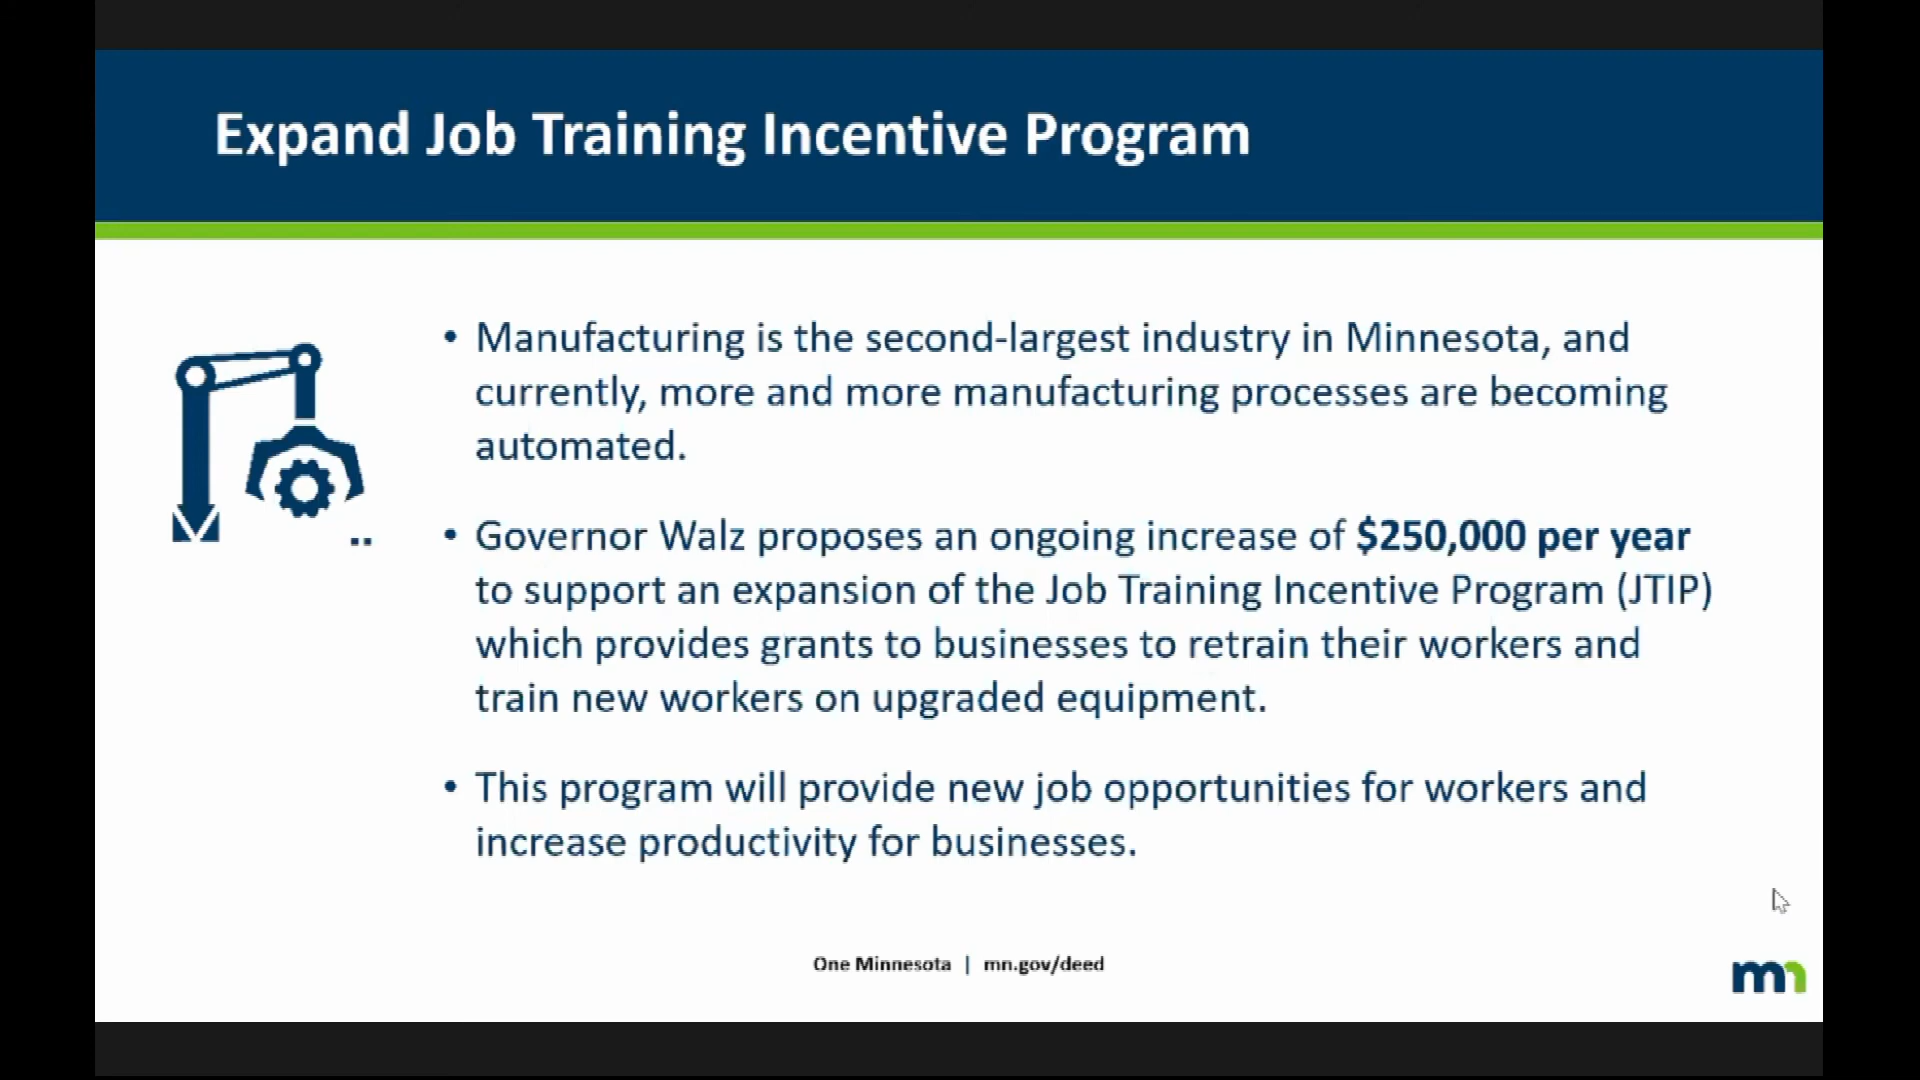 Expand Job Training Incentive Program
• Manufacturing is the second-largest industry in Minnesota, and
currently, more and more manufacturing processes are becoming
automated.
• Governor Walz proposes an ongoing increase of $250,000 per year
to support an expansion of the Job Training Incentive Program (JTIP)
which provides grants to businesses to retrain their workers and
train new workers on upgraded equipment.
• This program will provide new job opportunities for workers and
increase productivity for businesses.
One Minnesota | mn.gov/deed
mn